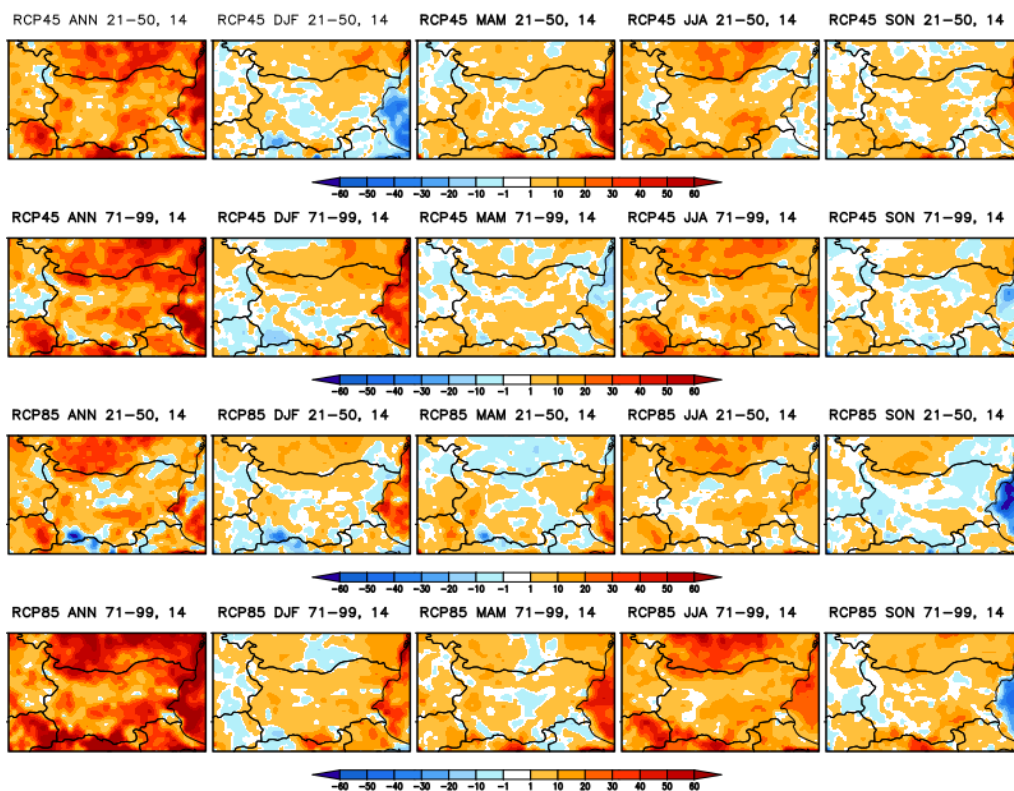 RCP45 ANN 21-50, 14 RCP45 DJF 21-50, 14 RCP45 MAM 21-50, 14 RCP45 JJA 21-50, 14 RCP45 SON 21-50, 14
-60 -50 -40 -30 -20 -10 -1 1 10 20 30 40 50 60
RCP45 ANN 71-99, 14 RCP45 DJF 71-99, 14 RCP45 MAM 71-99, 14 RCP45 JJA 71-99, 14 RCP45 SON 71-99, 14
-60 -50 -40 -30 -20 -10 -1 1 10 20 30 40 50 60
RCP85 ANN 21-50, 14 RCP85 DJF 21-50, 14 RCP85 MAM 21-50, 14 RCP85 JJA 21-50, 14 RCP85 SON 21-50, 14
-60 -50 -40 -30 -20 -10 -1 1 10 20 30 40 50 60
RCP85 ANN 71-99, 14 RCP85 DJF 71-99, 14 RCP85 MAM 71-99, 14 RCP85 JJA 71-99, 14 RCP85 SON 71-99, 14
-60 -50 -40 -30 -20 -10 -1 1 10 20 30 40 50 60